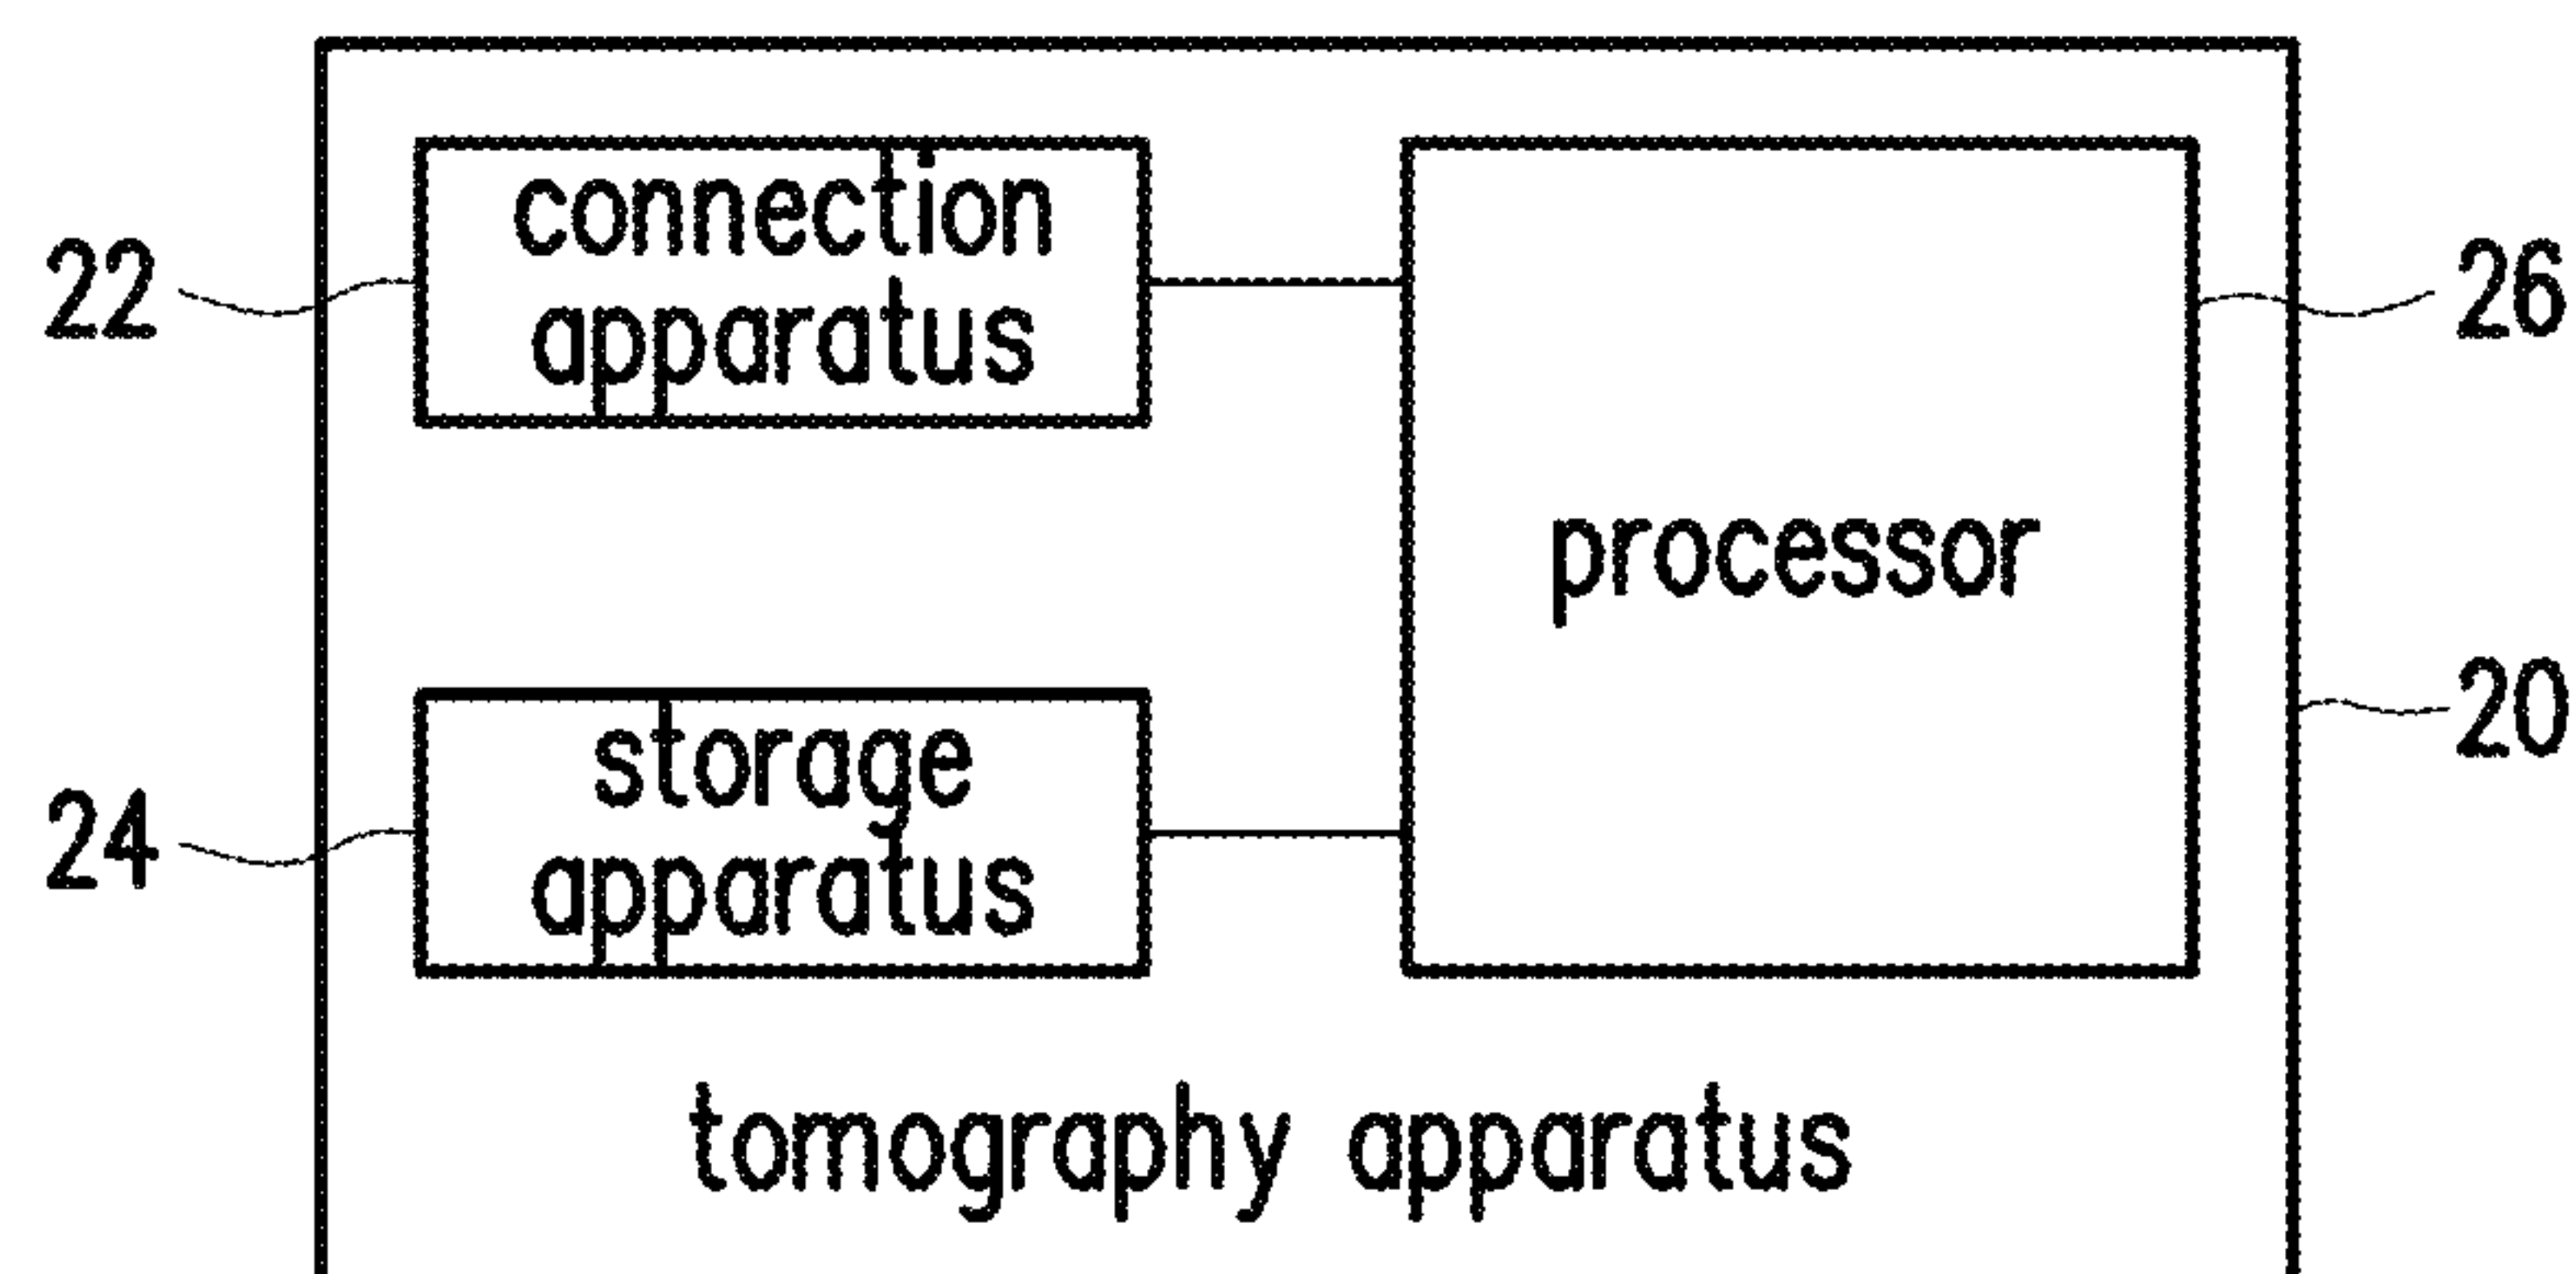 connection
apparatus
22
26
processor
20
storage
apparatus
24
tomography apparatus